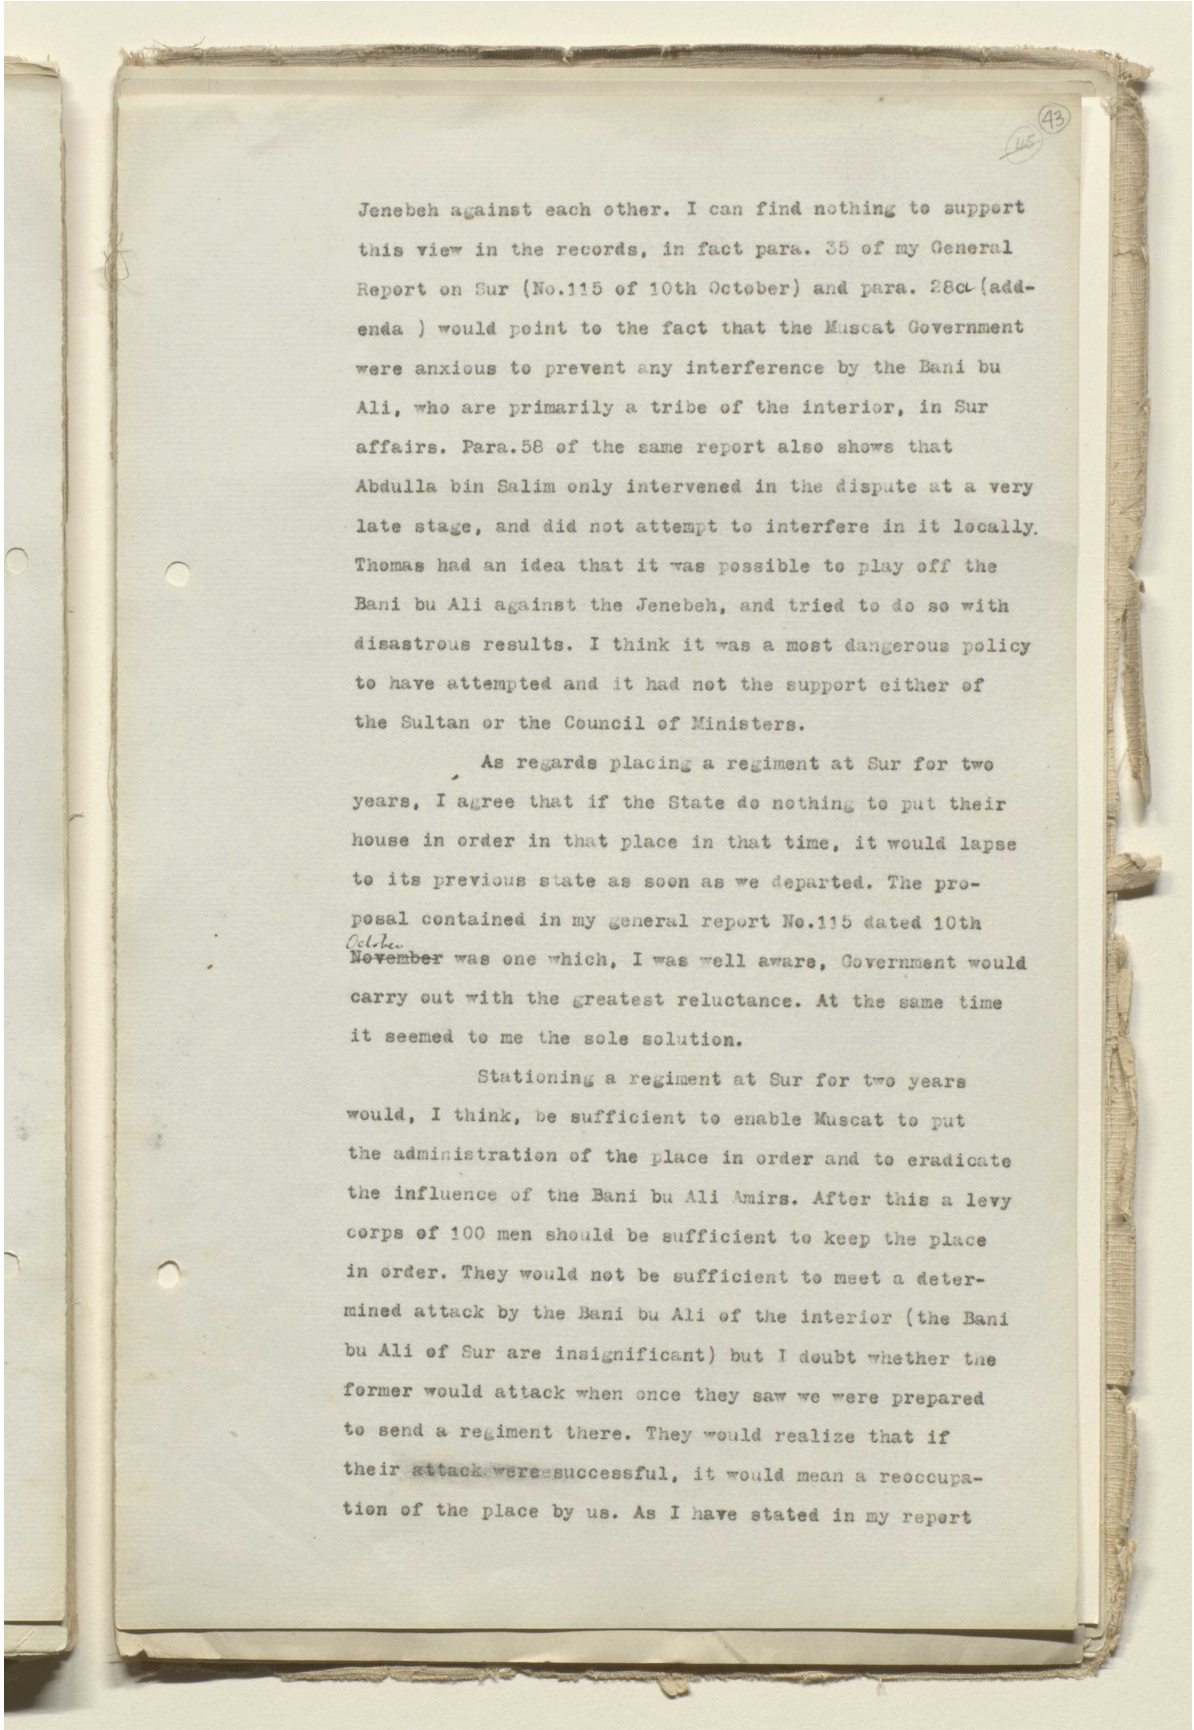 43
45
Jenebeh against each other. I can find nothing to support
this view in the records, in fact para. 35 of my General
Report on Sur (No.115 of 10th October) and para. 28a (add-
enda ) would point to the fact that the Muscat Government
were anxious to prevent any interference by the Bani bu
Ali, who are primarily a tribe of the interior, in Sur
affairs. Para.58 of the same report also shows that
Abdulla bin Salim only intervened in the dispute at a very
late stage, and did not attempt to interfere in it locally.
Thomas had an idea that it was possible to play off the
Bani bu Ali against the Jenebeh, and tried to do so with
disastrous results. I think it was a most dangerous policy
to have attempted and it had not the support either of
the Sultan or the Council of Ministers.
As regards placing a regiment at Sur for two
years, I agree that if the State do nothing to put their
house in order in that place in that time, it would lapse
to its previous state as soon as we departed. The pro-
posal contained in my general report No.115 dated 10th
October
November was one which, I was well aware, Government would
carry out with the greatest reluctance. At the same time
it seemed to me the sole solution.
Stationing a regiment at Sur for two years
would, I think, be sufficient to enable Muscat to put
the administration of the place in order and to eradicate
the influence of the Bani bu Ali Amirs. After this a levy
corps of 100 men should be sufficient to keep the place
in order. They would not be sufficient to meet a deter-
mined attack by the Bani bu Ali of the interior (the Bani
bu Ali of Sur are insignificant) but I doubt whether the
former would attack when once they saw we were prepared
to send a regiment there. They would realize that if
their attack were successful, it would mean a reoccupa-
tion of the place by us. As I have stated in my report